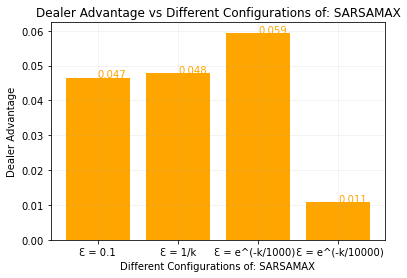 Dealer Advantage vs Different Configurations of: SARSAMAX
0.06
0.05
0.04
0.03
0.02
0.01
0.00
Dealer Advantage
0.047
0.048
0.059
0.011
Ɛ = 0.1
Ɛ = 1/k
Ɛ = e^(-k/1000)
Ɛ = e^(-k/10000)
Different Configurations of: SARSAMAX